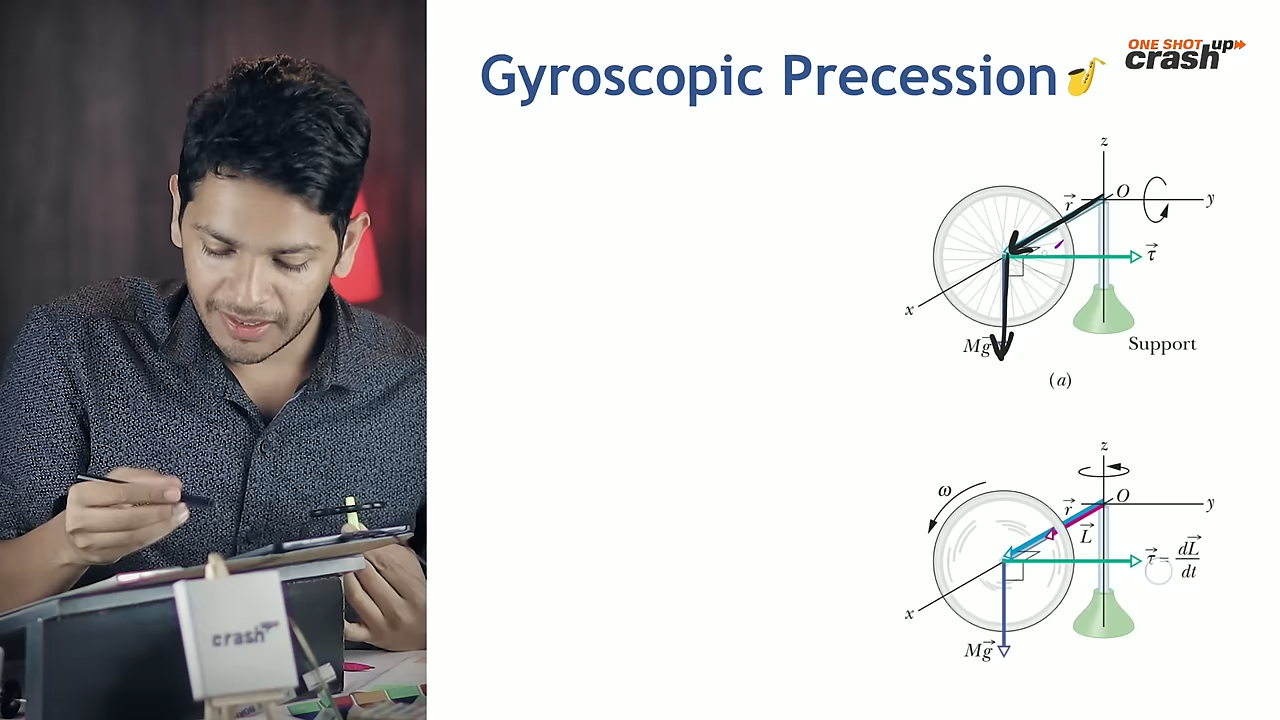 Gyroscopic Precession
ONE SHOT
crash up
z
r⃗
O
y
τ⃗
x
Mg⃗
Support
(a)
z
ω
r⃗
O
y
L⃗
τ⃗ = dL⃗/dt
x
Mg⃗
crash